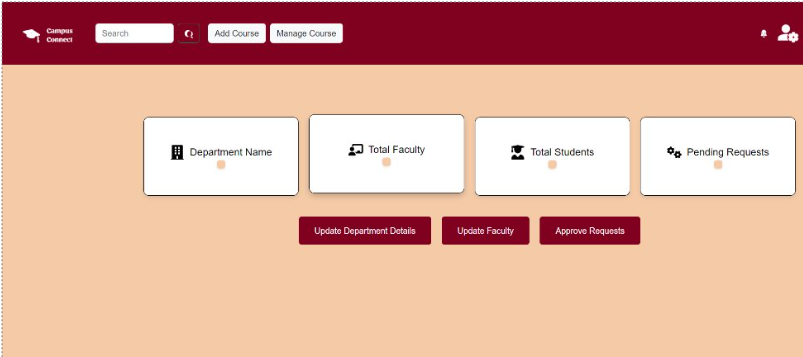 Campus
Connect
Search
Add Course
Manage Course
Department Name
Total Faculty
Total Students
Pending Requests
Update Department Details
Update Faculty
Approve Requests